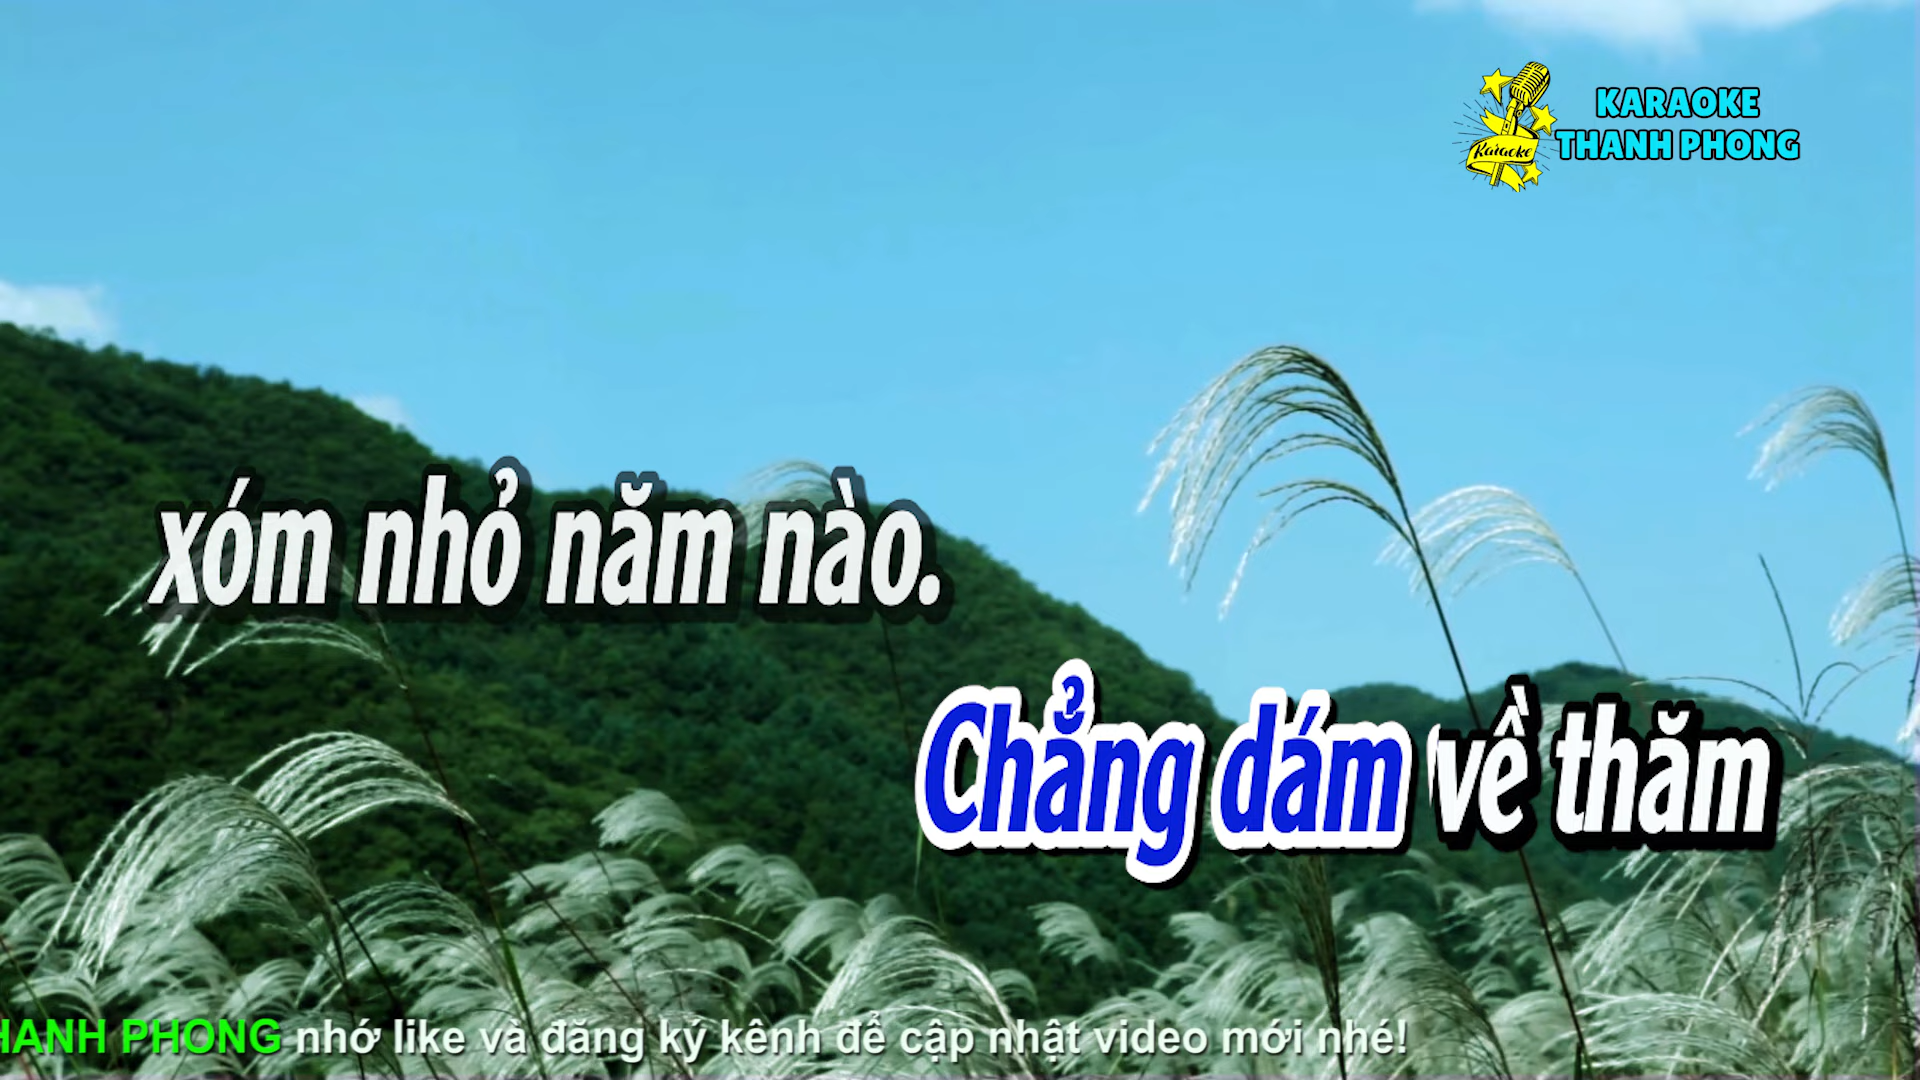 KARAOKE
THANH PHONG
Karaoke
xóm nhỏ năm nào.
Chẳng dám về thăm
HANH PHONG nhớ like và đăng ký kênh để cập nhật video mới nhé!